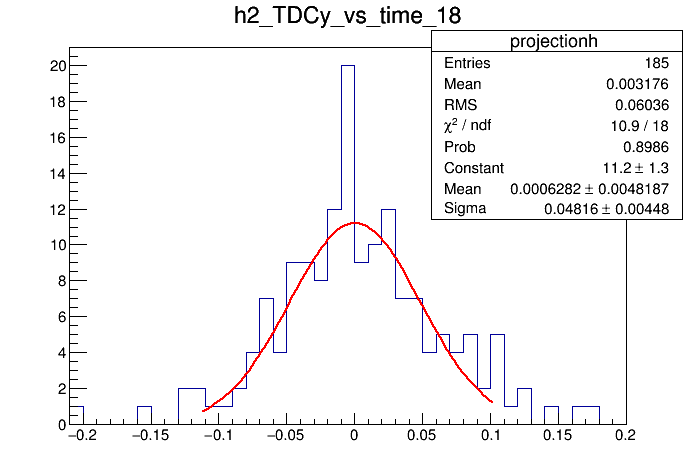 h2_TDCy_vs_time_18
projectionh
Entries 185
Mean 0.003176
RMS 0.06036
χ² / ndf 10.9 / 18
Prob 0.8986
Constant 11.2 ± 1.3
Mean 0.0006282 ± 0.0048187
Sigma 0.04816 ± 0.00448
20
18
16
14
12
10
8
6
4
2
0
−0.2 −0.15 −0.1 −0.05 0 0.05 0.1 0.15 0.2